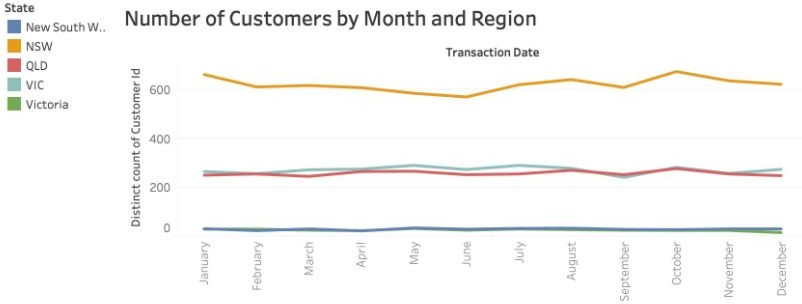 State
New South W..
NSW
QLD
VIC
Victoria
Number of Customers by Month and Region
Transaction Date
Distinct count of Customer Id
600
400
200
0
January
February
March
April
May
June
July
August
September
October
November
December